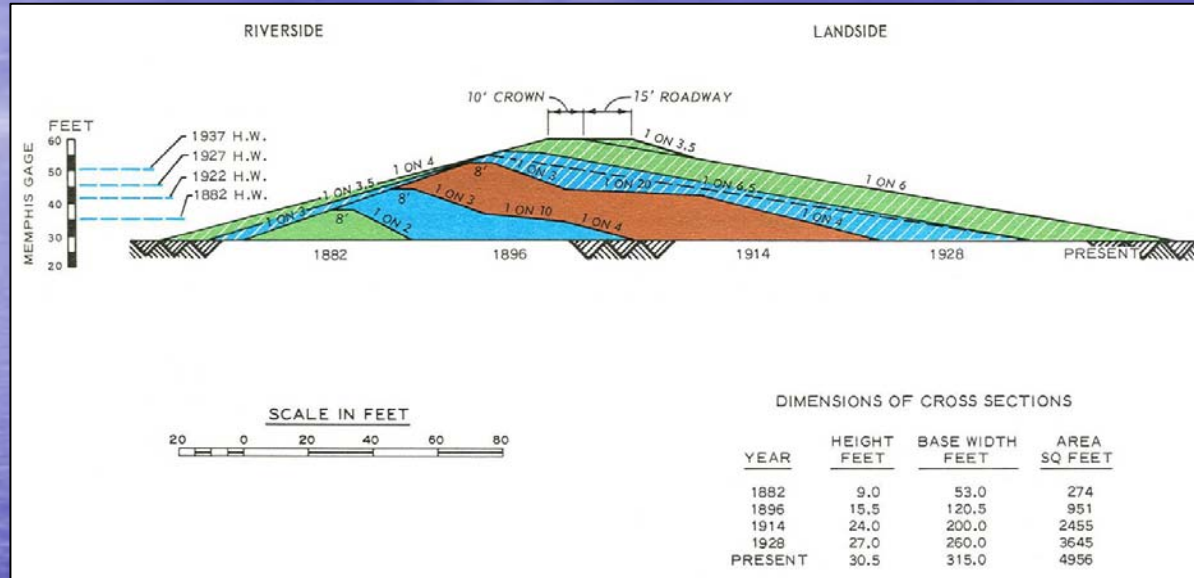 RIVERSIDE
LANDSIDE
10' CROWN
15' ROADWAY
FEET
60
50
40
30
20
MEMPHIS GAGE
1937 H.W.
1927 H.W.
1922 H.W.
1882 H.W.
1 ON 4
1 ON 3.5
1 ON 3
1 ON 3.5
1 ON 6
8'
1 ON 3
1 ON 20
1 ON 6.5
1 ON 4
8'
1 ON 3
1 ON 10
1 ON 4
8'
1 ON 2
1882
1896
1914
1928
PRESENT
SCALE IN FEET
20 0 20 40 60 80
DIMENSIONS OF CROSS SECTIONS
YEAR HEIGHT FEET BASE WIDTH FEET AREA SQ FEET
1882 9.0 53.0 274
1896 15.5 120.5 951
1914 24.0 200.0 2455
1928 27.0 260.0 3645
PRESENT 30.5 315.0 4956